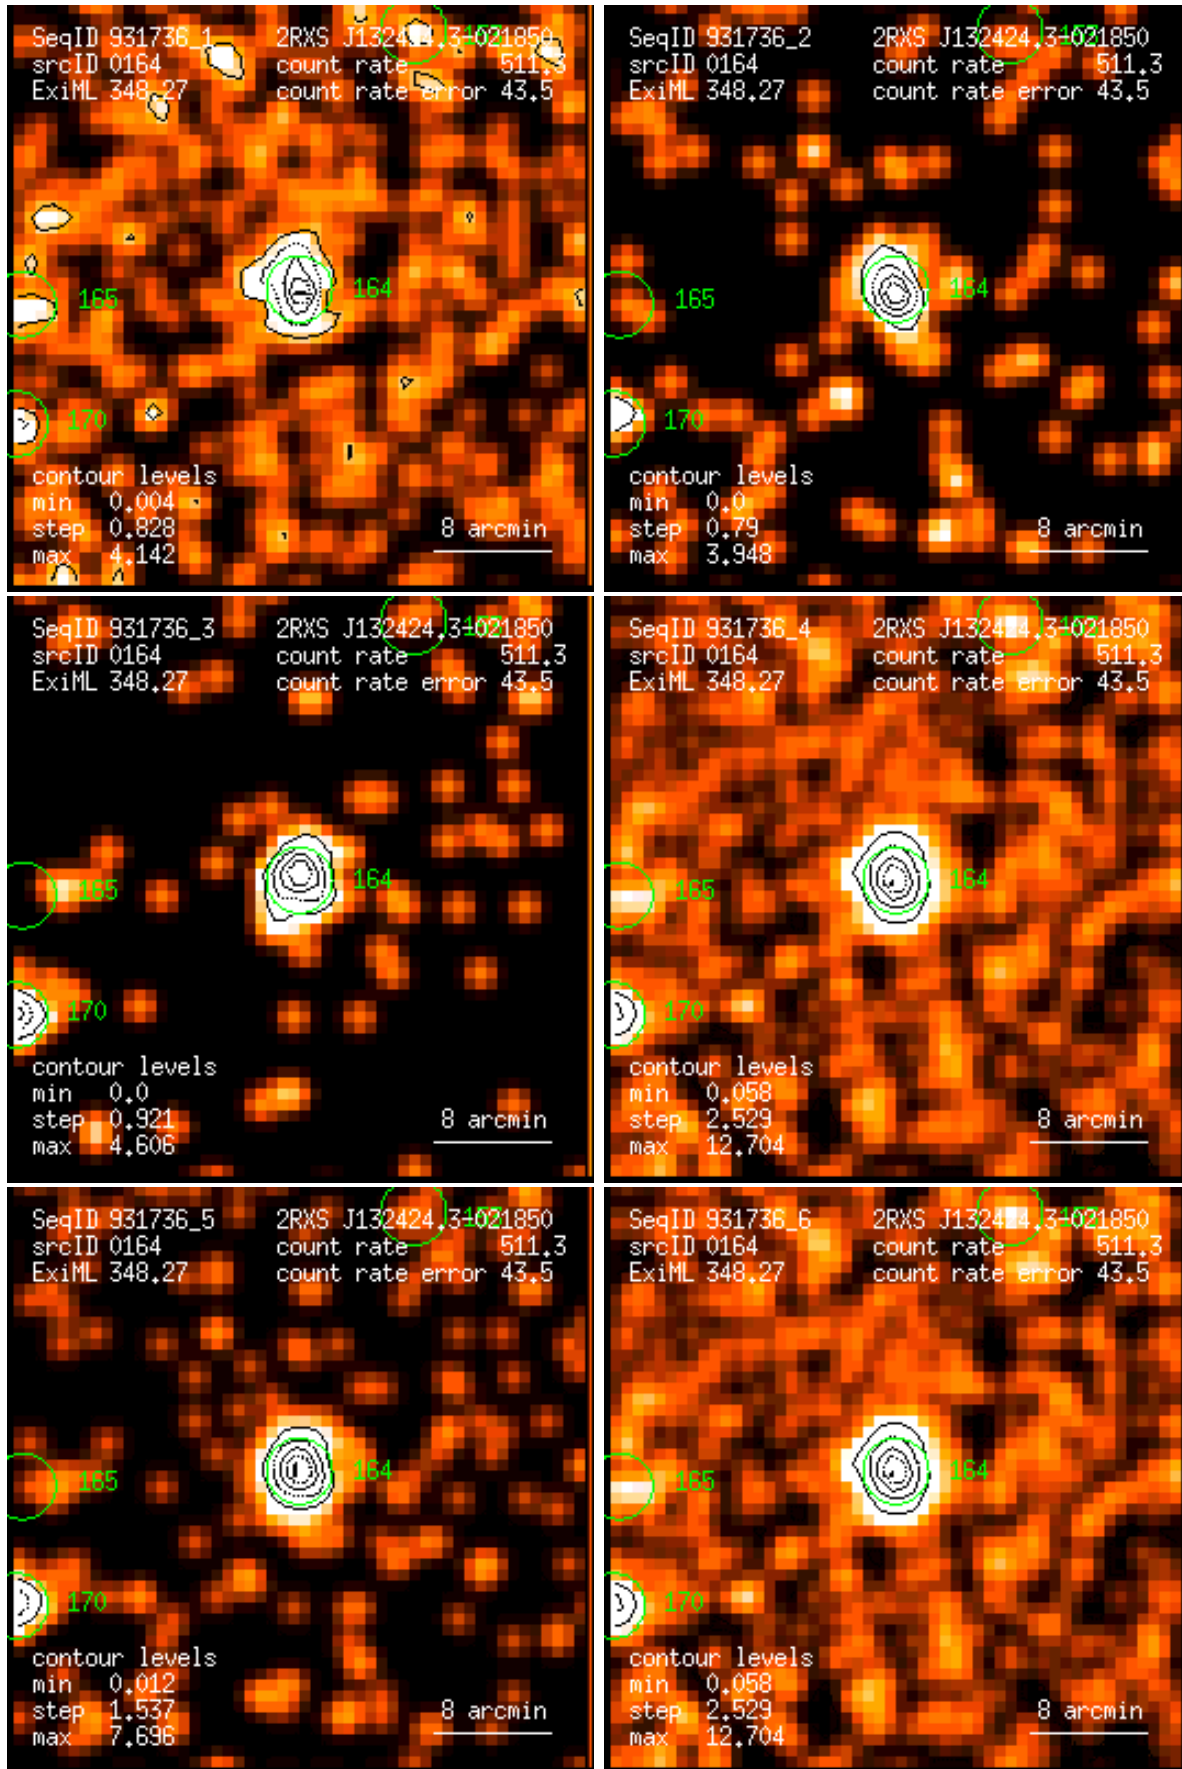 SeqID 931736_1 2RXS J132424.3-021850
srcID 0164 count rate 511.3
ExiML 348.27 count rate error 43.5
165
164
170
contour levels
min 0.004
step 0.828 8 arcmin
max 4.142
SeqID 931736_2 2RXS J132424.3-021850
srcID 0164 count rate 511.3
ExiML 348.27 count rate error 43.5
165
164
170
contour levels
min 0.0
step 0.79 8 arcmin
max 3.948
SeqID 931736_3 2RXS J132424.3-021850
srcID 0164 count rate 511.3
ExiML 348.27 count rate error 43.5
165
164
170
contour levels
min 0.0
step 0.921 8 arcmin
max 4.606
SeqID 931736_4 2RXS J132424.3-021850
srcID 0164 count rate 511.3
ExiML 348.27 count rate error 43.5
165
164
170
contour levels
min 0.058
step 2.529 8 arcmin
max 12.704
SeqID 931736_5 2RXS J132424.3-021850
srcID 0164 count rate 511.3
ExiML 348.27 count rate error 43.5
165
164
170
contour levels
min 0.012
step 1.537 8 arcmin
max 7.696
SeqID 931736_6 2RXS J132424.3-021850
srcID 0164 count rate 511.3
ExiML 348.27 count rate error 43.5
165
164
170
contour levels
min 0.058
step 2.529 8 arcmin
max 12.704